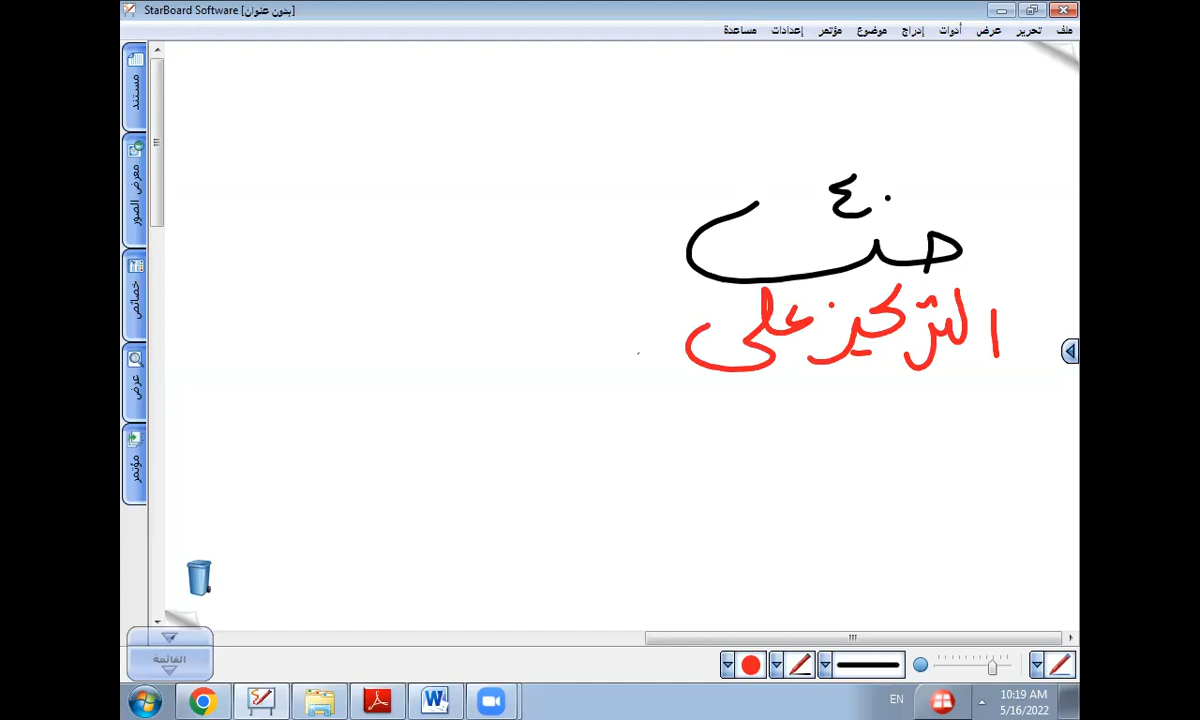 StarBoard Software [بدون عنوان]
ملف تحرير عرض أدوات إدراج موضوع مؤتمر إعدادات مساعدة
مستند
معرض الصور
خصائص
عرض
مؤتمر
٤٠
التركيز على
القائمة
EN
10:19 AM
5/16/2022